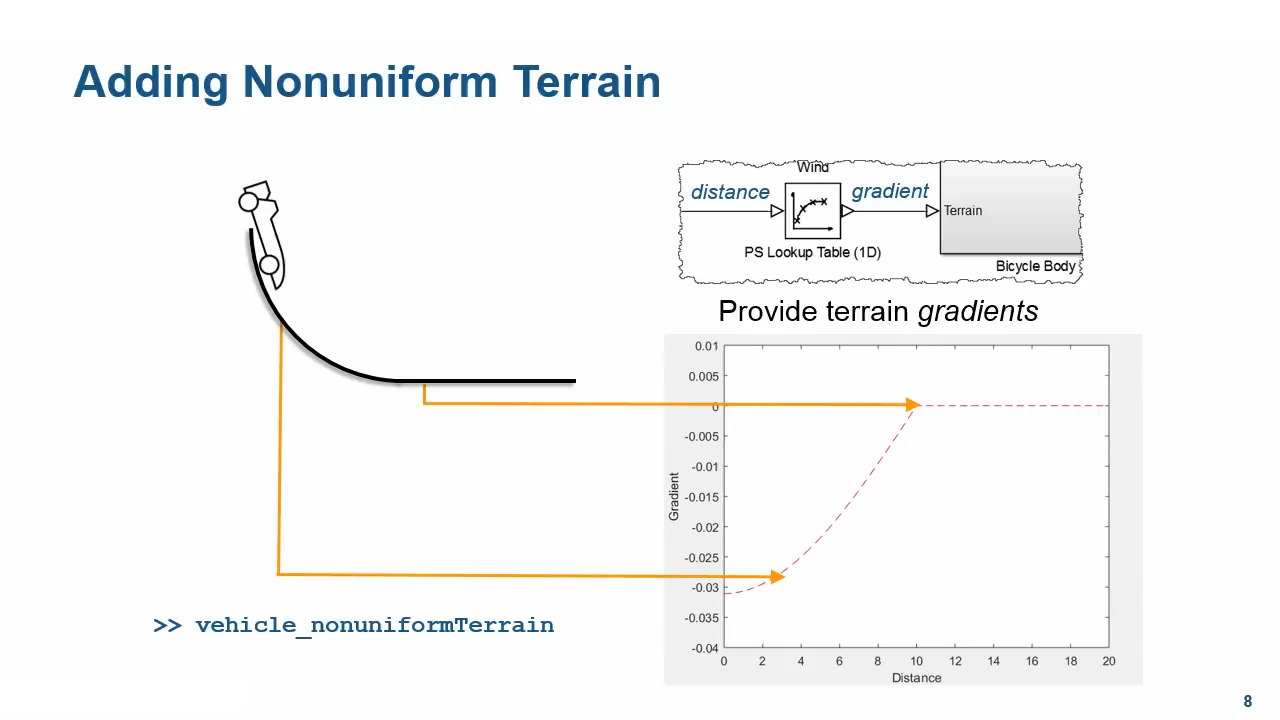 Adding Nonuniform Terrain
Wind
distance
gradient
Terrain
PS Lookup Table (1D)
Bicycle Body
Provide terrain gradients
0.01
0.005
0
-0.005
-0.01
-0.015
-0.02
-0.025
-0.03
-0.035
-0.04
Gradient
0 2 4 6 8 10 12 14 16 18 20
Distance
>> vehicle_nonuniformTerrain
8